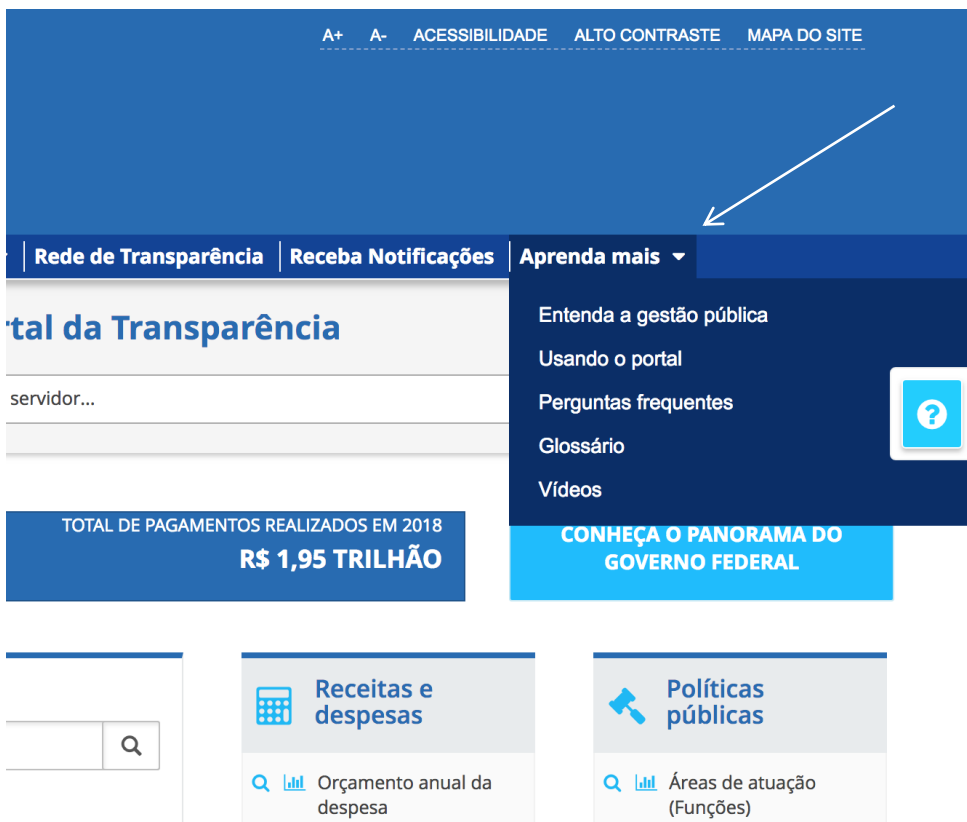 A+ A- ACESSIBILIDADE ALTO CONTRASTE MAPA DO SITE
Rede de Transparência Receba Notificações Aprenda mais
Entenda a gestão pública
Usando o portal
Perguntas frequentes
Glossário
Vídeos
rtal da Transparência
servidor...
?
TOTAL DE PAGAMENTOS REALIZADOS EM 2018
R$ 1,95 TRILHÃO
CONHEÇA O PANORAMA DO
GOVERNO FEDERAL
Receitas e
despesas
Orçamento anual da
despesa
Políticas
públicas
Áreas de atuação
(Funções)